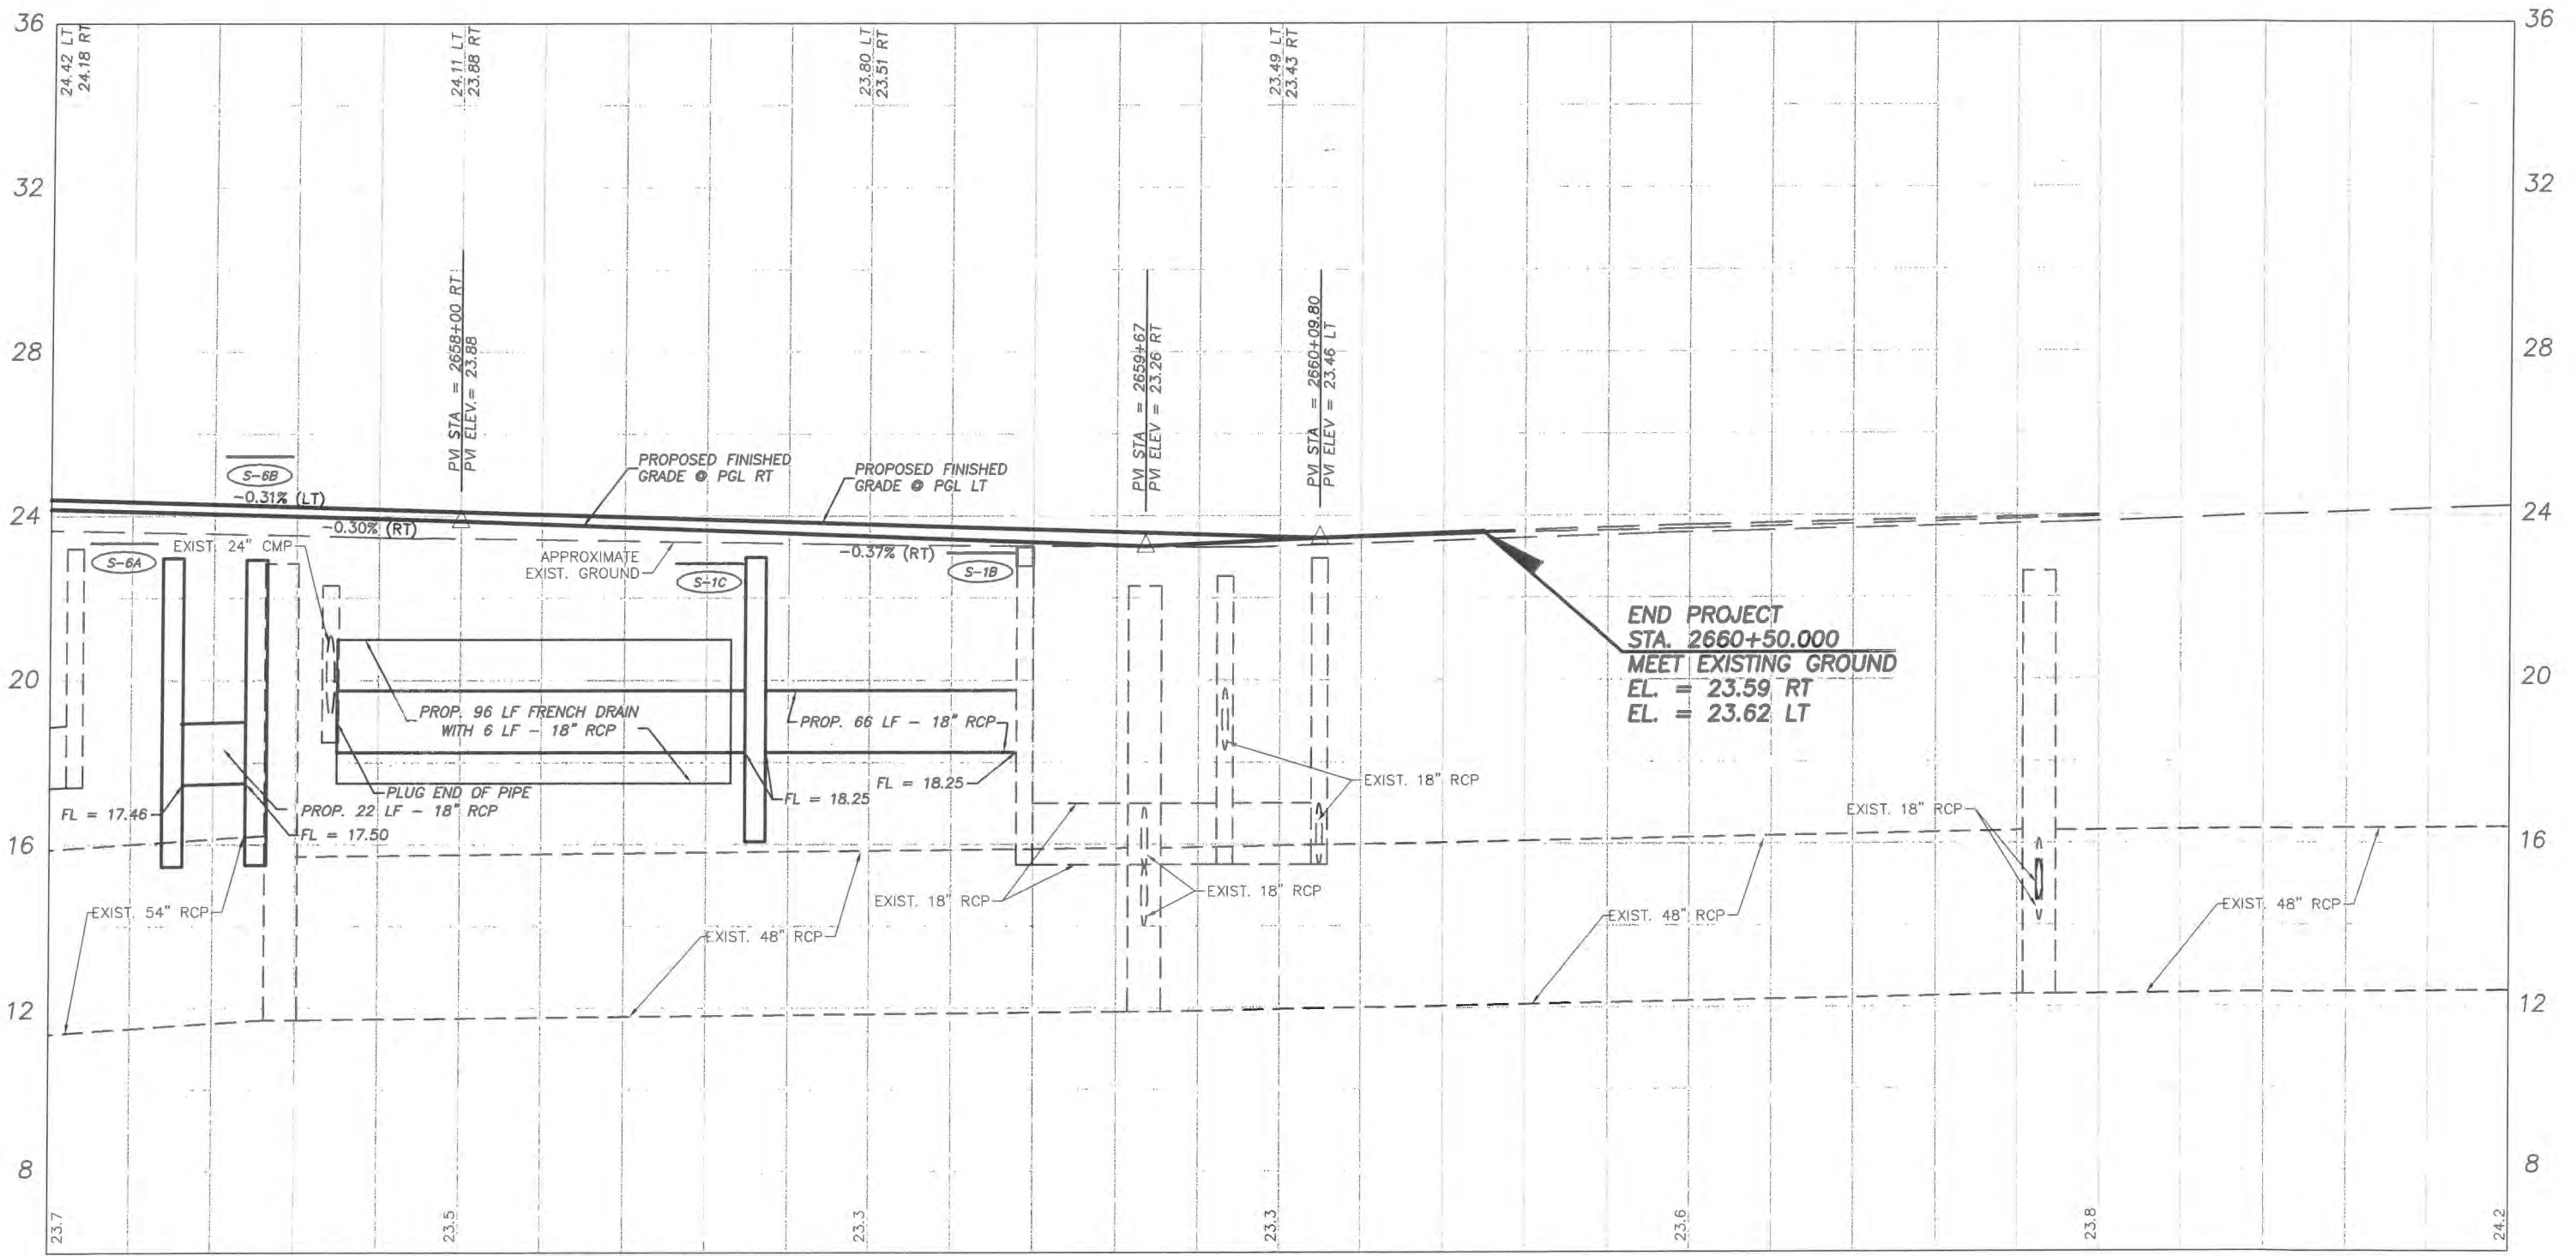 36
36
24.42 LT
24.18 RT
24.11 LT
23.88 RT
23.80 LT
23.51 RT
23.49 LT
23.43 RT
32
32
28
28
PVI STA = 2658+00 RT
PVI ELEV.= 23.88
PVI STA = 2659+67
PVI ELEV = 23.26 RT
PVI STA = 2660+09.80
PVI ELEV = 23.46 LT
S-6B
-0.31% (LT)
PROPOSED FINISHED
GRADE @ PGL RT
PROPOSED FINISHED
GRADE @ PGL LT
24
24
-0.30% (RT)
EXIST. 24" CMP
S-6A
APPROXIMATE
EXIST. GROUND
-0.37% (RT)
S-1C
S-1B
END PROJECT
STA. 2660+50.000
MEET EXISTING GROUND
EL. = 23.59 RT
EL. = 23.62 LT
20
20
PROP. 96 LF FRENCH DRAIN
WITH 6 LF - 18" RCP
PROP. 66 LF - 18" RCP
PLUG END OF PIPE
FL = 18.25
FL = 18.25
EXIST. 18" RCP
FL = 17.46
PROP. 22 LF - 18" RCP
FL = 17.50
EXIST. 18" RCP
16
16
EXIST. 54" RCP
EXIST. 48" RCP
EXIST. 18" RCP
EXIST. 18" RCP
EXIST. 48" RCP
EXIST. 48" RCP
12
12
8
8
23.7
23.5
23.3
23.3
23.6
23.8
24.2